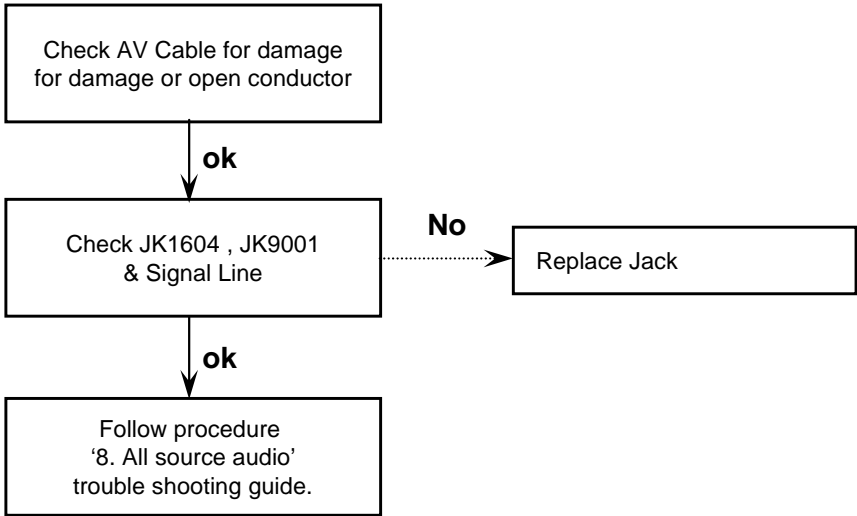 Check AV Cable for damage
for damage or open conductor
ok
Check JK1604 , JK9001
& Signal Line
No
Replace Jack
ok
Follow procedure
‘8. All source audio’
trouble shooting guide.